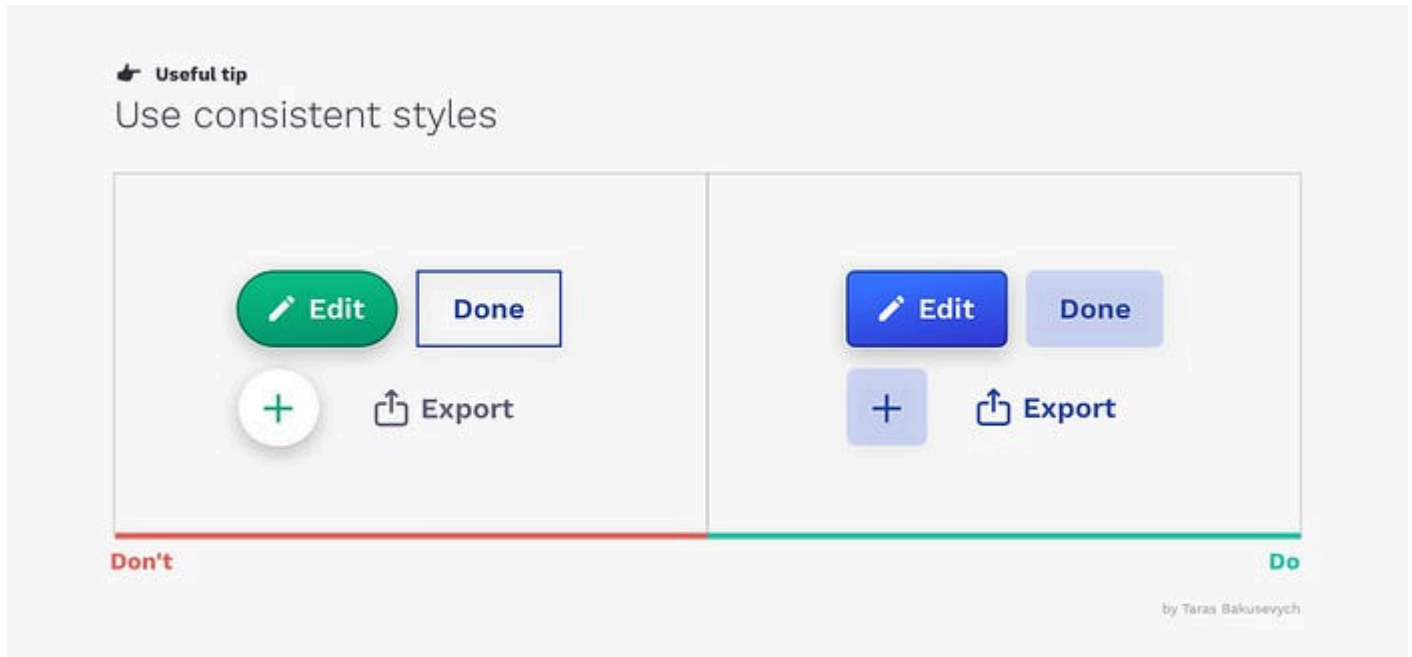 Useful tip
Use consistent styles
Edit
Done
+
Export
Edit
Done
+
Export
Don't
Do
by Taras Bakusevych